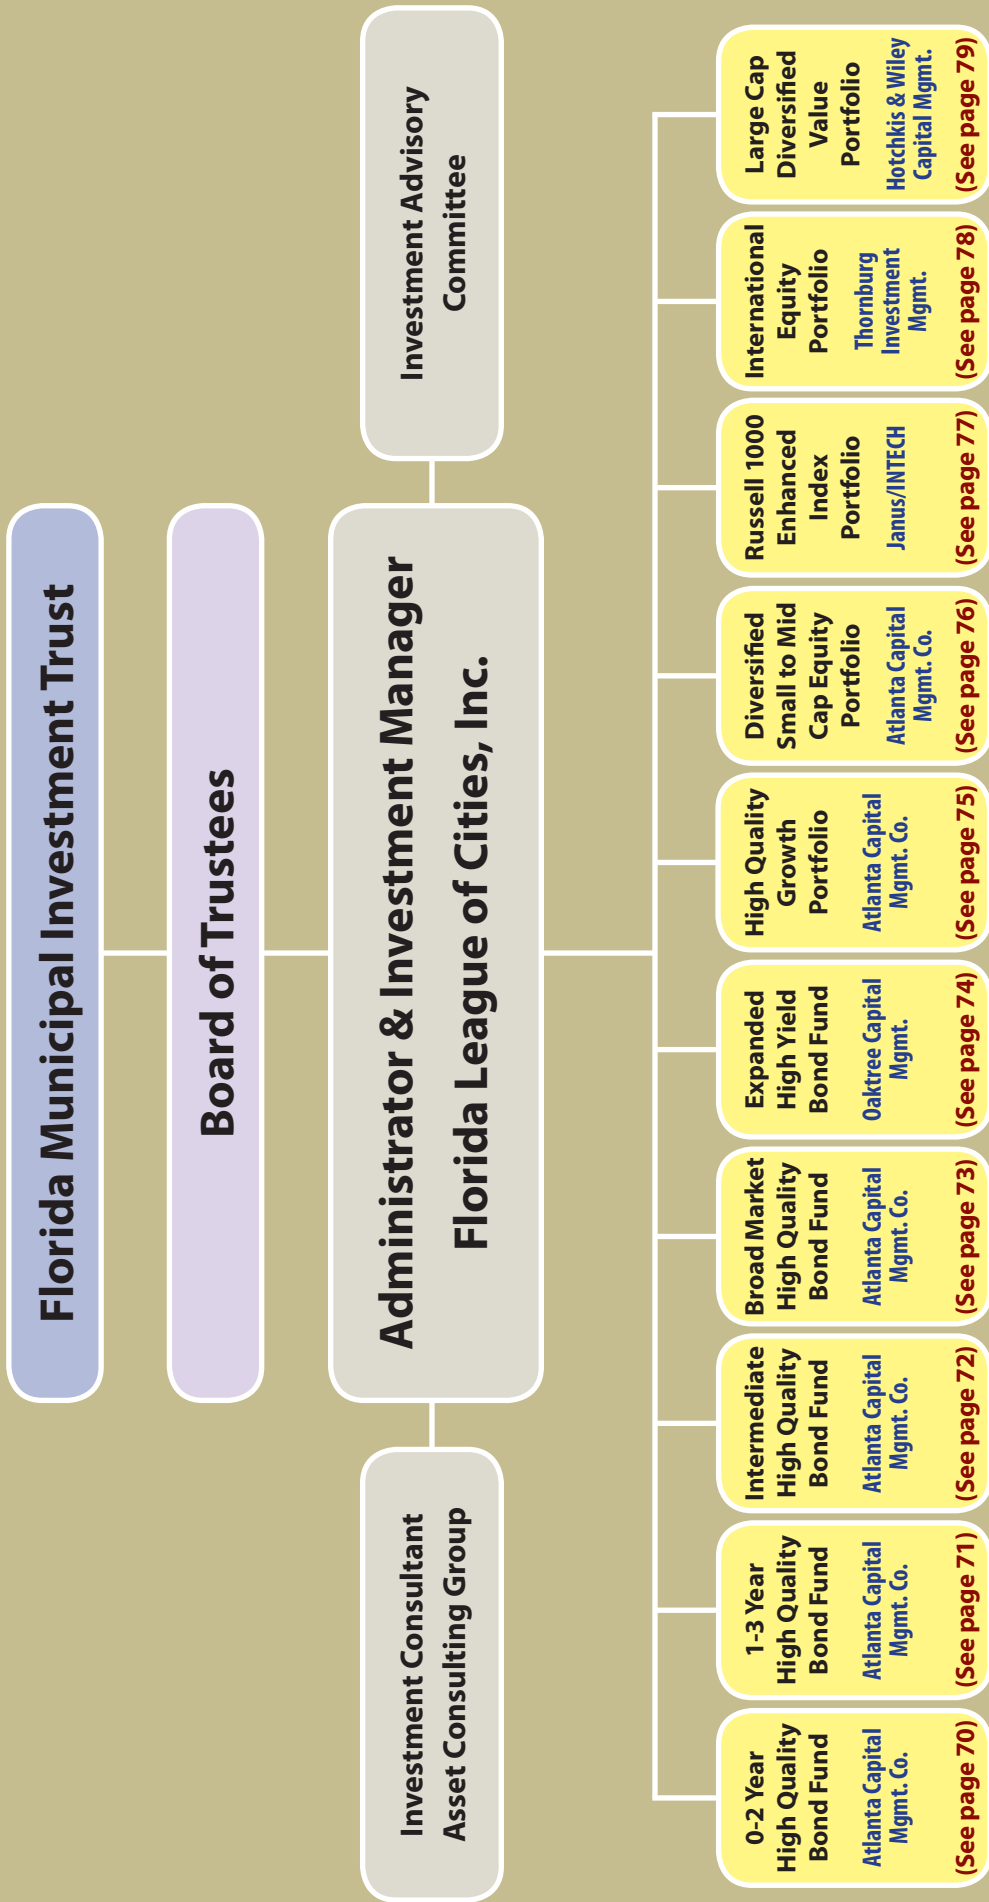 Florida Municipal Investment Trust
Board of Trustees
Administrator & Investment Manager
Florida League of Cities, Inc.
Investment Consultant
Asset Consulting Group
Investment Advisory
Committee
0-2 Year
High Quality
Bond Fund
Atlanta Capital
Mgmt. Co.
(See page 70)
1-3 Year
High Quality
Bond Fund
Atlanta Capital
Mgmt. Co.
(See page 71)
Intermediate
High Quality
Bond Fund
Atlanta Capital
Mgmt. Co.
(See page 72)
Broad Market
High Quality
Bond Fund
Atlanta Capital
Mgmt. Co.
(See page 73)
Expanded
High Yield
Bond Fund
Oaktree Capital
Mgmt.
(See page 74)
High Quality
Growth
Portfolio
Atlanta Capital
Mgmt. Co.
(See page 75)
Diversified
Small to Mid
Cap Equity
Portfolio
Atlanta Capital
Mgmt. Co.
(See page 76)
Russell 1000
Enhanced
Index
Portfolio
Janus/INTECH
(See page 77)
International
Equity
Portfolio
Thornburg
Investment
Mgmt.
(See page 78)
Large Cap
Diversified
Value
Portfolio
Hotchkis & Wiley
Capital Mgmt.
(See page 79)